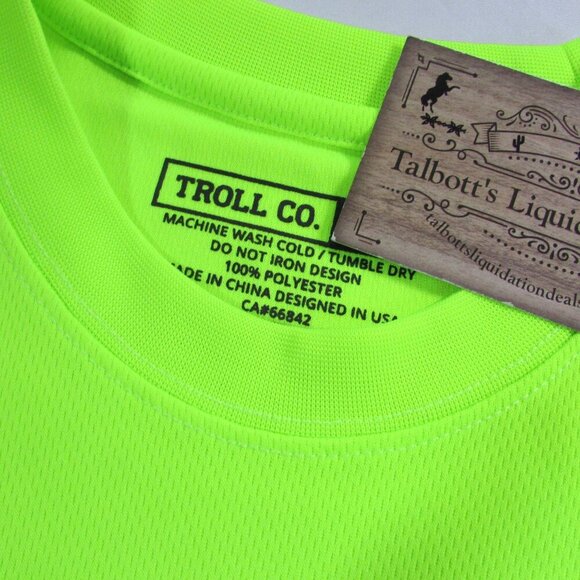 TROLL CO.
MACHINE WASH COLD / TUMBLE DRY
DO NOT IRON DESIGN
100% POLYESTER
MADE IN CHINA DESIGNED IN USA
CA#66842
Talbott's Liquid
talbottsliquidationdeal